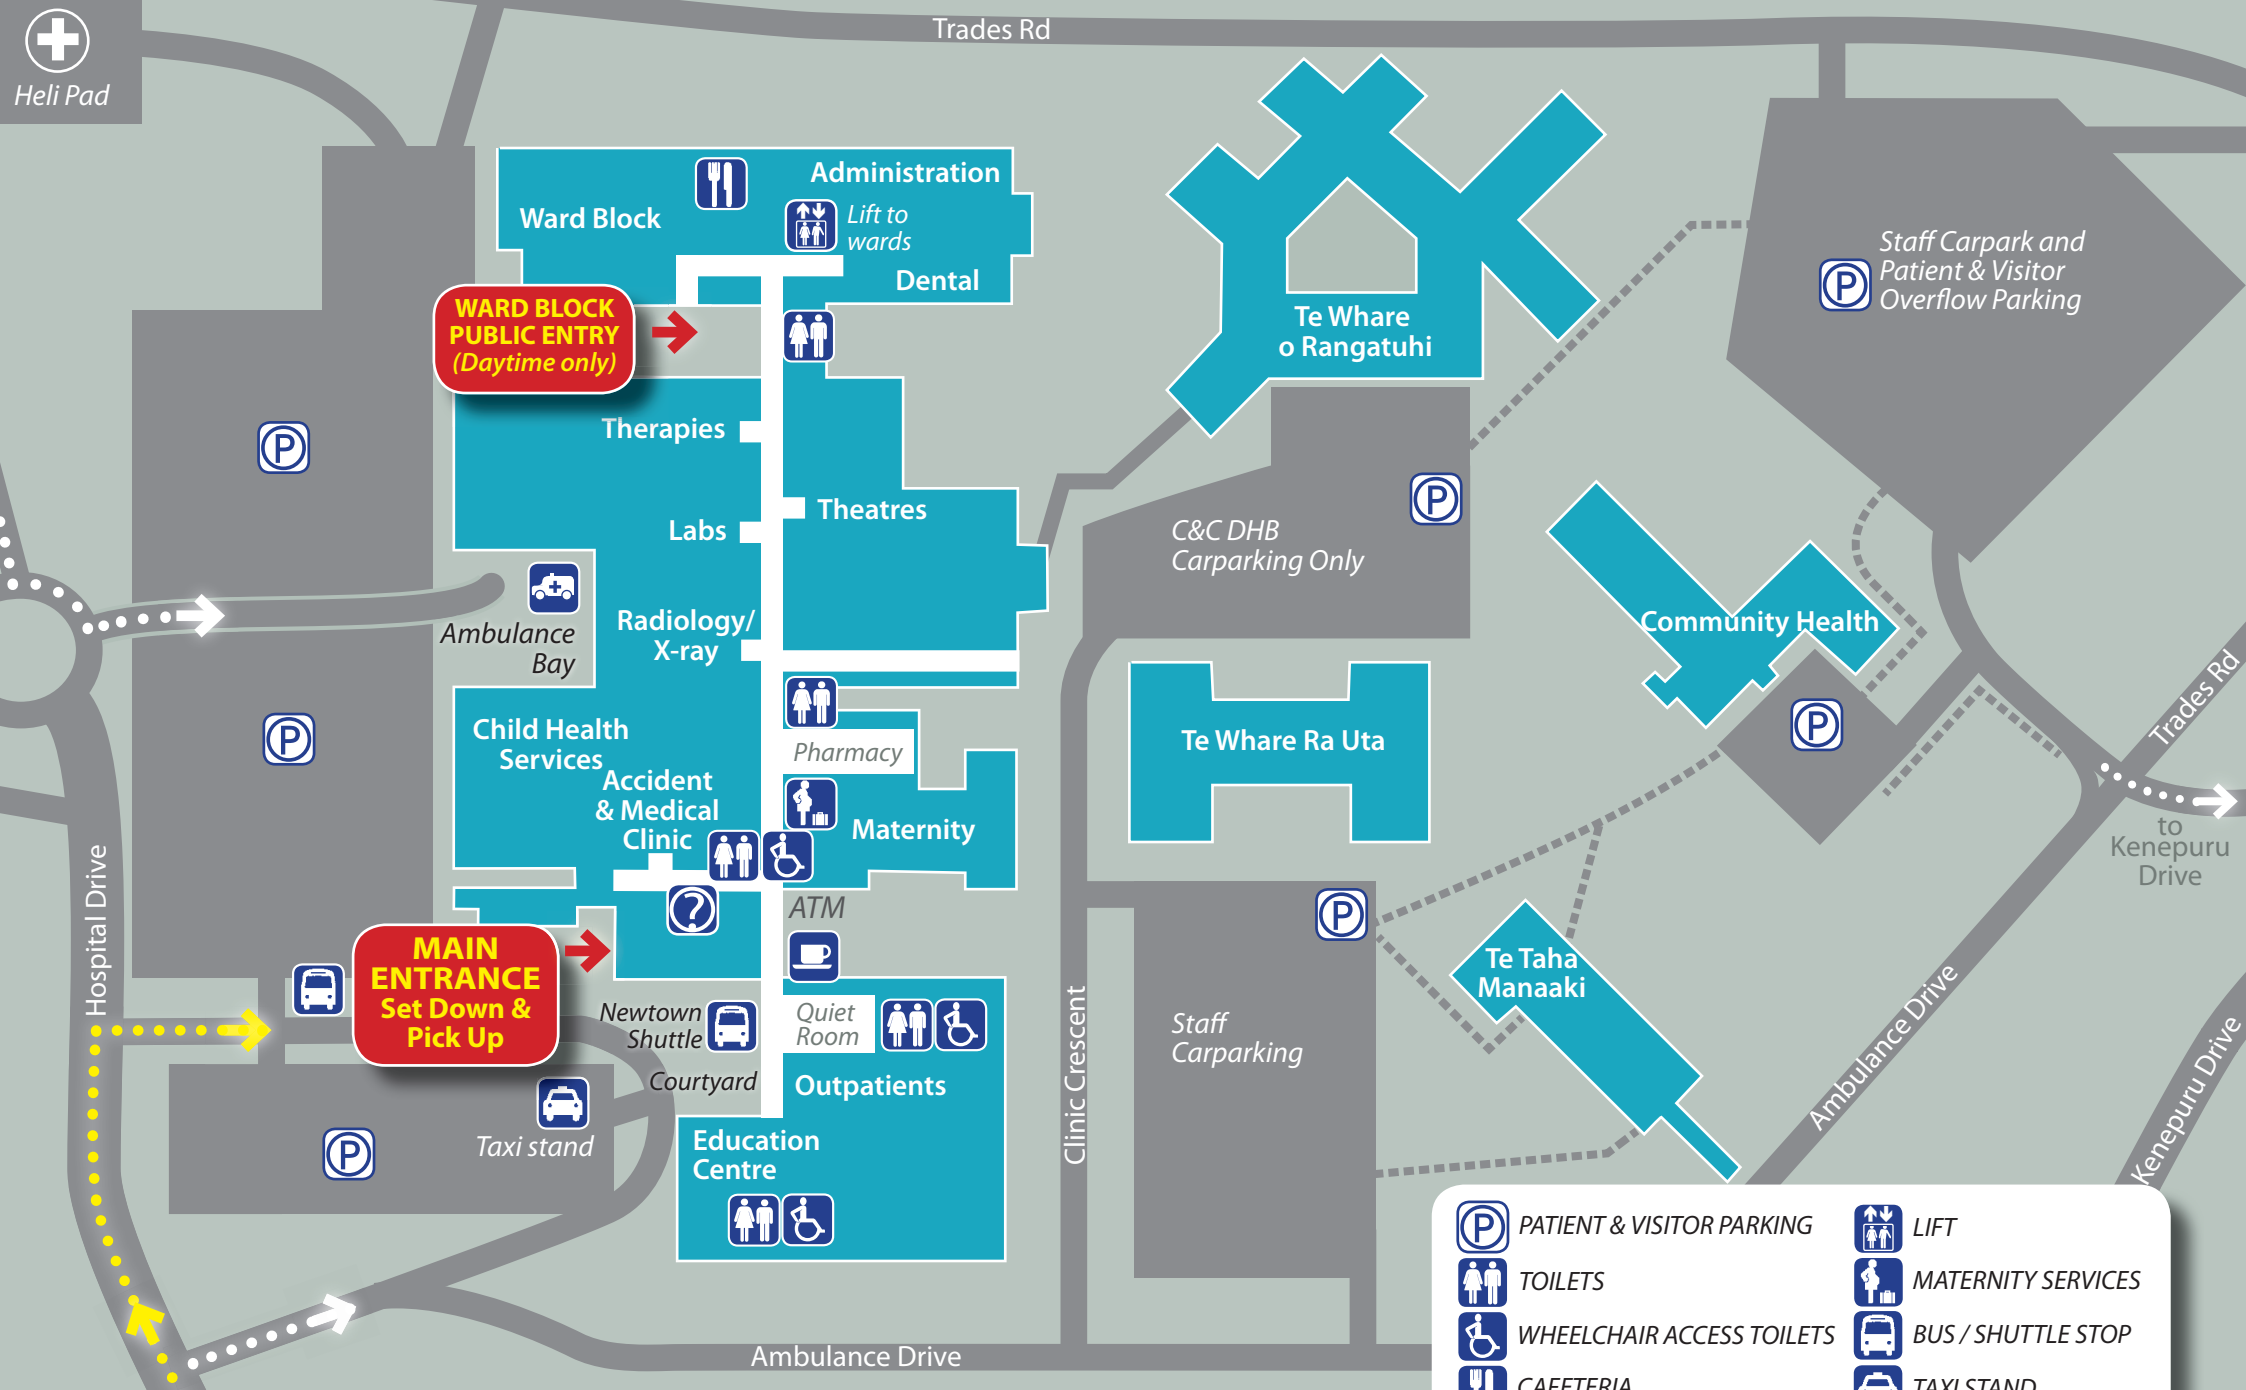 Trades Rd
Heli Pad
Administration
Ward Block
Lift to
wards
Dental
WARD BLOCK
PUBLIC ENTRY
(Daytime only)
Te Whare
o Rangatuhi
Staff Carpark and
Patient & Visitor
Overflow Parking
P
P
Therapies
P
Theatres
Labs
C&C DHB
Carparking Only
Ambulance
Bay
Radiology/
X-ray
Community Health
P
Child Health
Services
Pharmacy
Te Whare Ra Uta
P
Trades Rd
Accident
& Medical
Clinic
Maternity
to
Kenepuru
Drive
Hospital Drive
?
ATM
P
MAIN
ENTRANCE
Set Down &
Pick Up
Te Taha
Manaaki
Newtown
Shuttle
Quiet
Room
Staff
Carparking
Courtyard
Outpatients
Clinic Crescent
Ambulance Drive
Kenepuru Drive
P
Taxi stand
Education
Centre
Ambulance Drive
P PATIENT & VISITOR PARKING
LIFT
TOILETS
MATERNITY SERVICES
WHEELCHAIR ACCESS TOILETS
BUS / SHUTTLE STOP
CAFETERIA
TAXI STAND